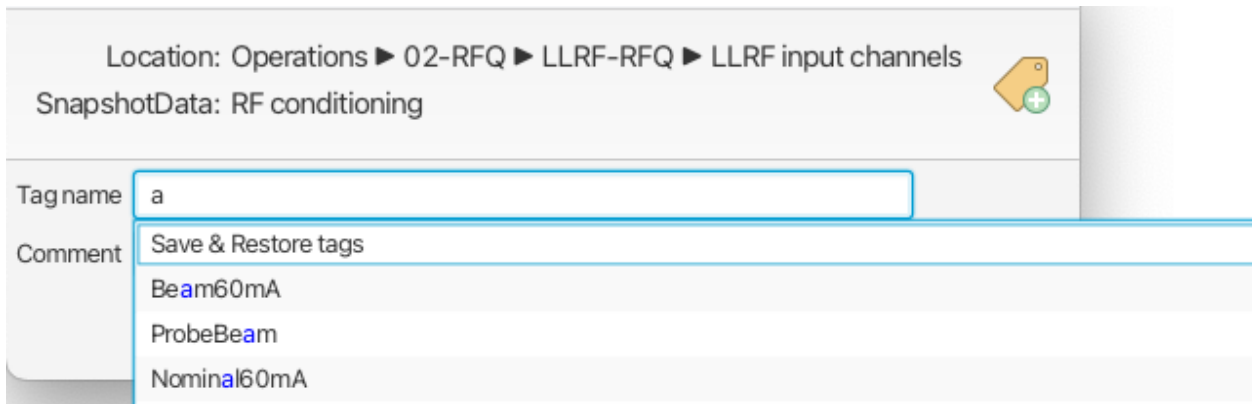 Location: Operations ► 02-RFQ ► LLRF-RFQ ► LLRF input channels
SnapshotData: RF conditioning
Tag name a
Comment
Save & Restore tags
Beam60mA
ProbeBeam
Nominal60mA